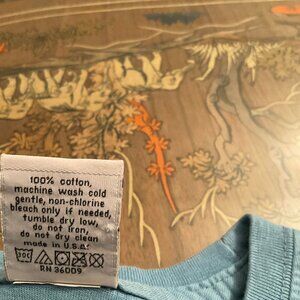 100% cotton,
machine wash cold
gentle, non-chlorine
bleach only if needed,
tumble dry low,
do not iron,
do not dry clean
made in U.S.A.
RN 36009